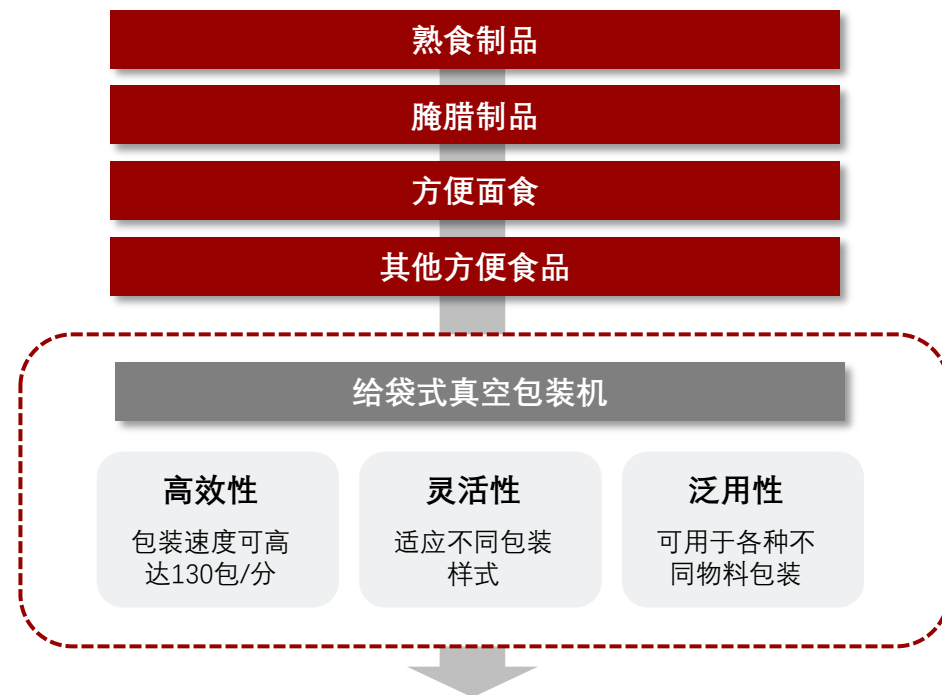 熟食制品
腌腊制品
方便面食
其他方便食品
给袋式真空包装机
高效性
包装速度可高
达130包/分
灵活性
适应不同包装
样式
泛用性
可用于各种不
同物料包装